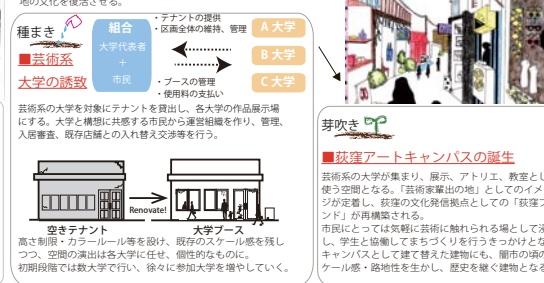 地の文化を復活させる。
種まき
■芸術系
大学の誘致
組合
大学代表者
+
市民
・テナントの提供
・区画全体の維持、管理
・ブースの管理
・使用料の支払い
A 大学
B 大学
C 大学
芸術系の大学を対象にテナントを貸出し、各大学の作品展示場
にする。大学と構想に共感する市民から運営組織を作り、管理、
入居審査、既存店舗との入れ替え交渉等を行う。
Renovate!
空きテナント
大学ブース
高さ制限・カラールール等を設け、既存のスケール感を残し
つつ、空間の演出は各大学に任せ、個性的なものに。
初期段階では数大学で行い、徐々に参加大学を増やしていく。
芽吹き
■荻窪アートキャンパスの誕生
芸術系の大学が集まり、展示、アトリエ、教室とし
使う空間となる。「芸術家輩出の地」としてのイメ
ジが定着し、荻窪の文化発信拠点としての「荻窪ブ
ンド」が再構築される。
市民にとっては気軽に芸術に触れられる場として浸
し、学生と協働してまちづくりを行うきっかけとな
キャンパスとして建て替えた建物にも、闇市の頃の
ケール感・路地性を生かし、歴史を継ぐ建物となる